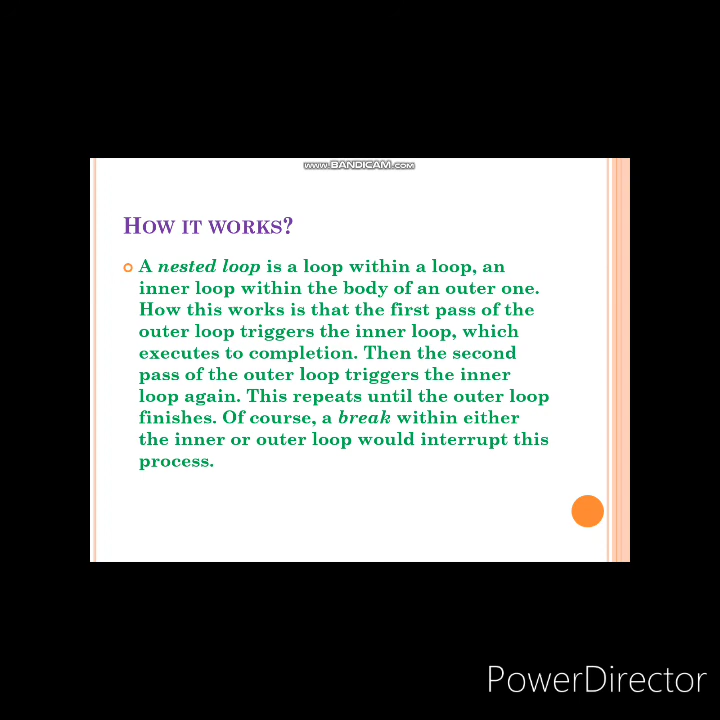 www.BANDICAM.com
HOW IT WORKS?
A nested loop is a loop within a loop, an
inner loop within the body of an outer one.
How this works is that the first pass of the
outer loop triggers the inner loop, which
executes to completion. Then the second
pass of the outer loop triggers the inner
loop again. This repeats until the outer loop
finishes. Of course, a break within either
the inner or outer loop would interrupt this
process.
PowerDirector